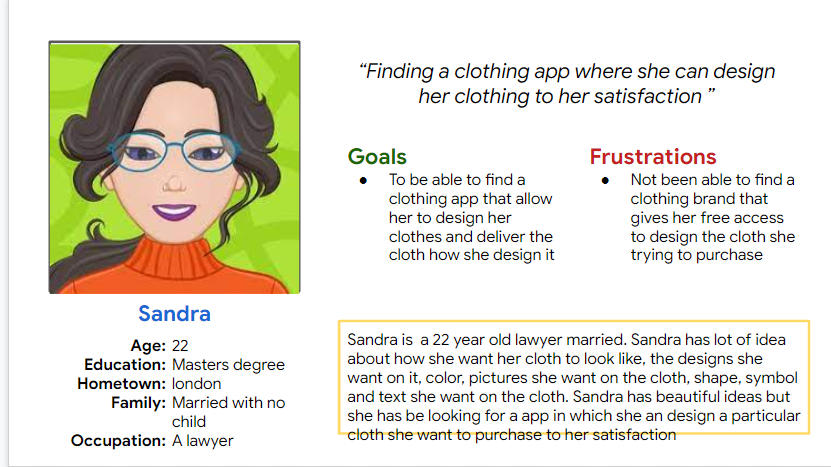 “Finding a clothing app where she can design
her clothing to her satisfaction ”
Goals
● To be able to find a
clothing app that allow
her to design her
clothes and deliver the
cloth how she design it
Frustrations
● Not been able to find a
clothing brand that
gives her free access
to design the cloth she
trying to purchase
Sandra
Age: 22
Education: Masters degree
Hometown: london
Family: Married with no
child
Occupation: A lawyer
Sandra is  a 22 year old lawyer married. Sandra has lot of idea
about how she want her cloth to look like, the designs she
want on it, color, pictures she want on the cloth, shape, symbol
and text she want on the cloth. Sandra has beautiful ideas but
she has be looking for a app in which she an design a particular
cloth she want to purchase to her satisfaction